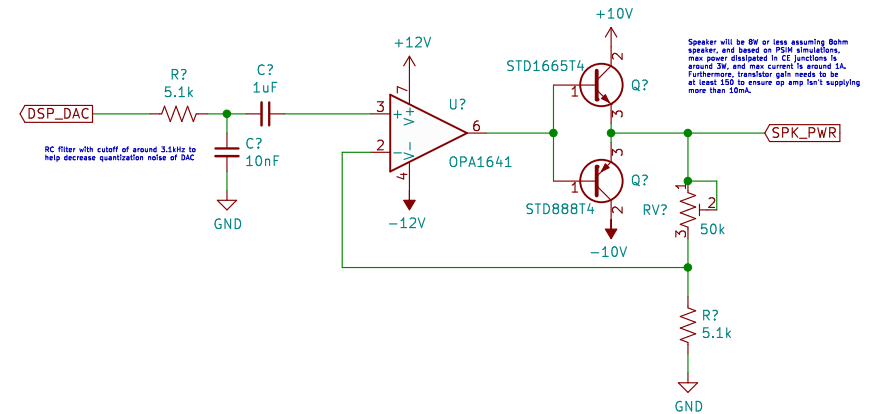 +10V
Speaker will be 8W or less assuming 8ohm
speaker, and based on PSIM simulations,
max power dissipated in CE junctions is
around 3W, and max current is around 1A.
Furthermore, transistor gain needs to be
at least 150 to ensure op amp isn't supplying
more than 10mA.
+12V
2
STD1665T4
R?
5.1k
C?
1uF
7
U?
1
Q?
DSP_DAC
3
+
V+
3
6
SPK_PWR
RC filter with cutoff of around 3.1kHz to
help decrease quantization noise of DAC
C?
10nF
2
-
V-
OPA1641
3
4
1
Q?
1
STD888T4
2
RV?
2
50k
GND
-12V
3
-10V
R?
5.1k
GND